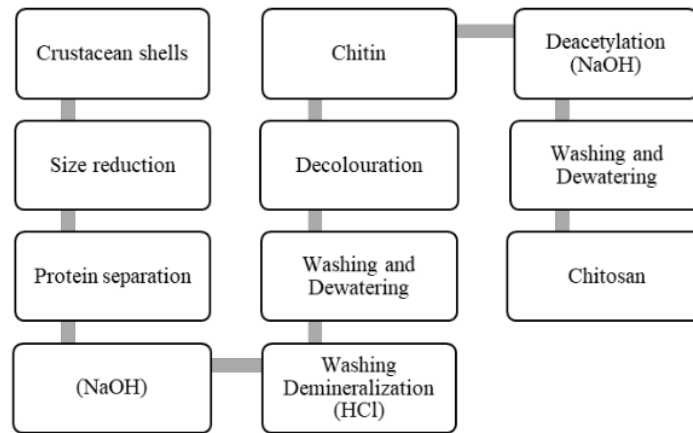 Crustacean shells
Size reduction
Protein separation
(NaOH)
Washing
Demineralization
(HCl)
Washing and
Dewatering
Decolouration
Chitin
Deacetylation
(NaOH)
Washing and
Dewatering
Chitosan